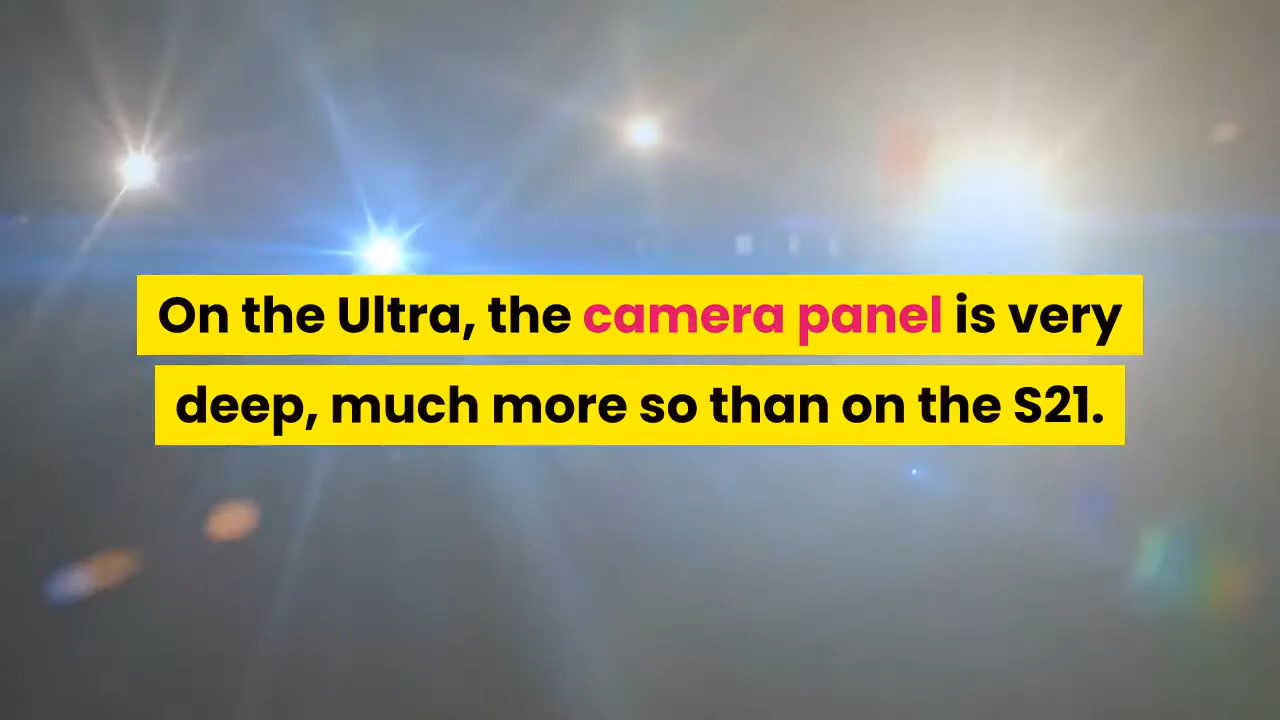 On the Ultra, the camera panel is very
deep, much more so than on the S21.